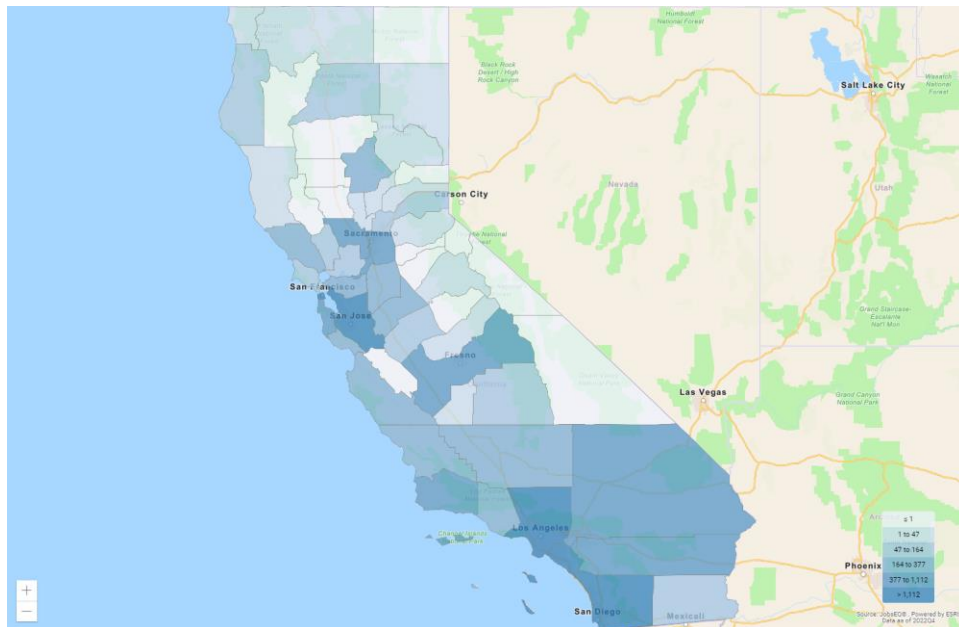 Humboldt
National Forest
Black Rock
Desert / High
Rock Canyon
Salt Lake City
Wasatch
National
Forest
Carson City
Nevada
Utah
Sacramento
San Francisco
San Jose
Fresno
Grand Staircase-
Escalante
Nat'l Mon
Las Vegas
Grand Canyon
National Park
Los Angeles
Channel Islands
San Diego
Mexicali
Phoenix
≤ 1
1 to 47
47 to 164
164 to 377
377 to 1,112
> 1,112
+
−
Source: JobsEQ®, Powered by ESRI
Data as of 2022Q4